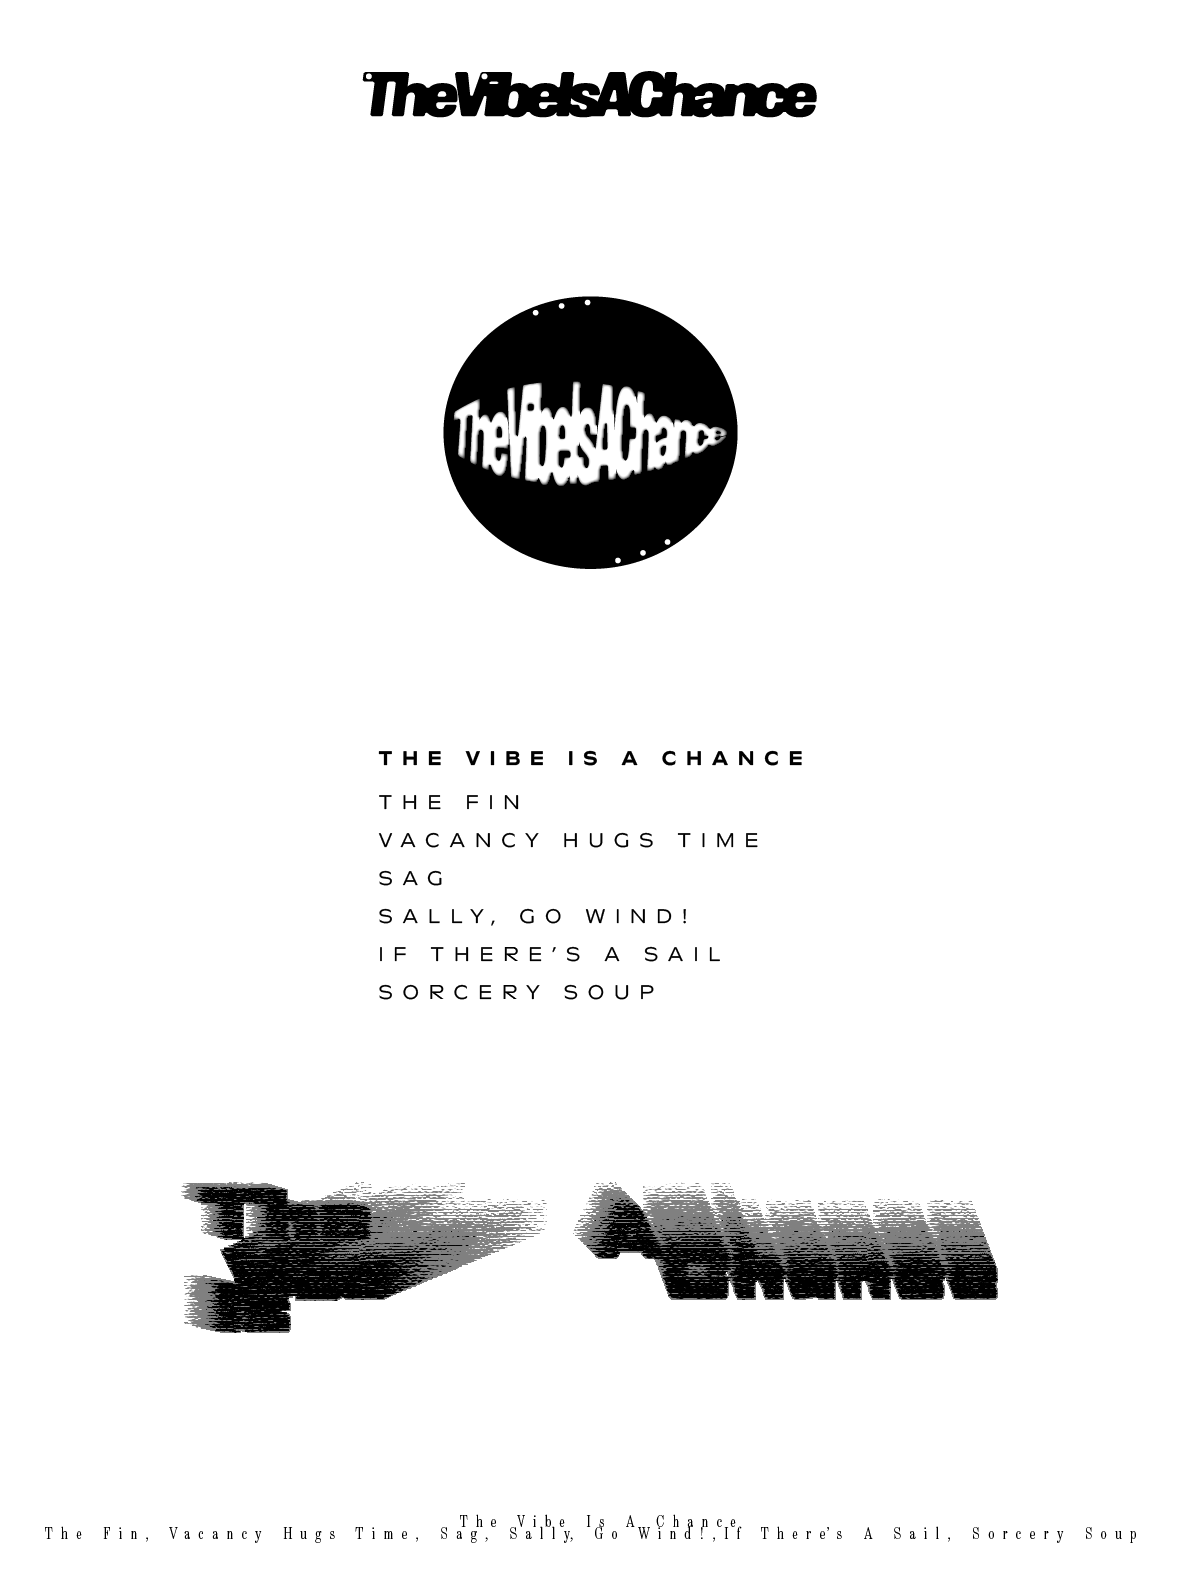 TheVibeIsAChance
TheVibeIsAChance
THE VIBE IS A CHANCE
THE FIN
VACANCY HUGS TIME
SAG
SALLY, GO WIND!
IF THERE’S A SAIL
SORCERY SOUP
The
A Chance
The Vibe Is A Chance
The Fin, Vacancy Hugs Time, Sag, Sally, Go Wind!,If There’s A Sail, Sorcery Soup